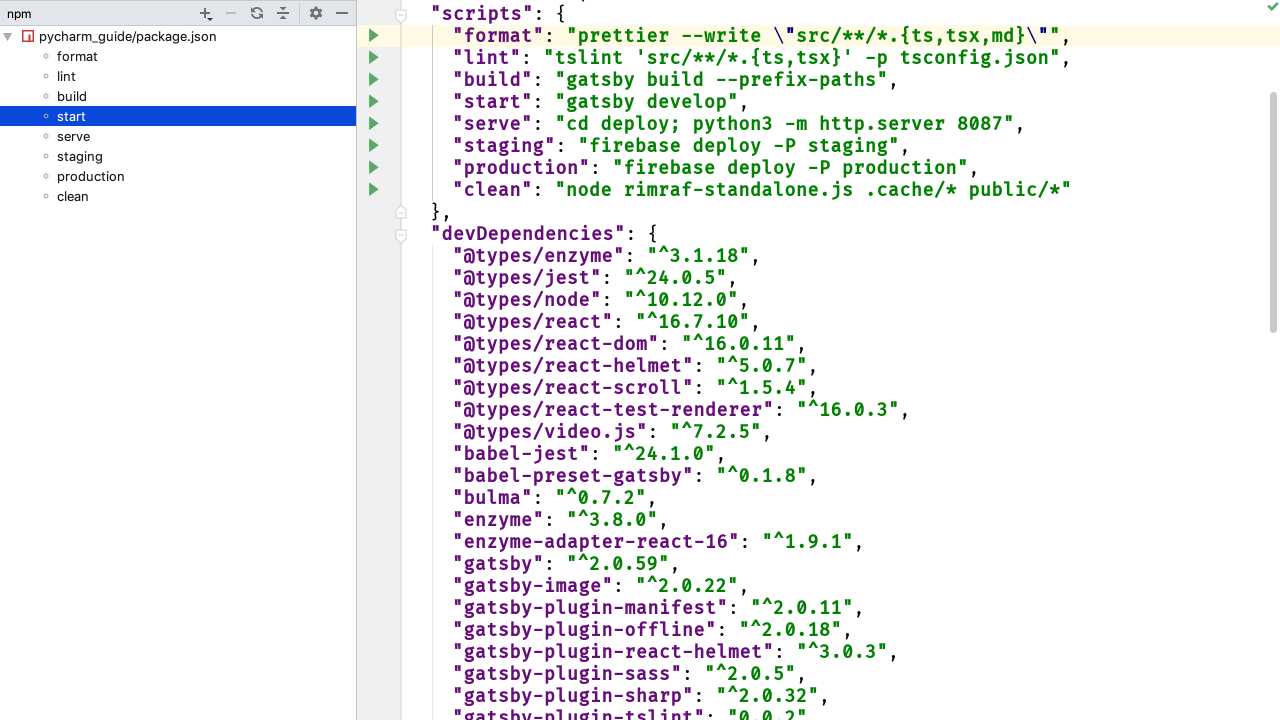 npm
pycharm_guide/package.json
format
lint
build
start
serve
staging
production
clean
"scripts": {
"format": "prettier --write \"src/**/*.{ts,tsx,md}\"",
"lint": "tslint 'src/**/*.{ts,tsx}' -p tsconfig.json",
"build": "gatsby build --prefix-paths",
"start": "gatsby develop",
"serve": "cd deploy; python3 -m http.server 8087",
"staging": "firebase deploy -P staging",
"production": "firebase deploy -P production",
"clean": "node rimraf-standalone.js .cache/* public/*"
},
"devDependencies": {
"@types/enzyme": "^3.1.18",
"@types/jest": "^24.0.5",
"@types/node": "^10.12.0",
"@types/react": "^16.7.10",
"@types/react-dom": "^16.0.11",
"@types/react-helmet": "^5.0.7",
"@types/react-scroll": "^1.5.4",
"@types/react-test-renderer": "^16.0.3",
"@types/video.js": "^7.2.5",
"babel-jest": "^24.1.0",
"babel-preset-gatsby": "^0.1.8",
"bulma": "^0.7.2",
"enzyme": "^3.8.0",
"enzyme-adapter-react-16": "^1.9.1",
"gatsby": "^2.0.59",
"gatsby-image": "^2.0.22",
"gatsby-plugin-manifest": "^2.0.11",
"gatsby-plugin-offline": "^2.0.18",
"gatsby-plugin-react-helmet": "^3.0.3",
"gatsby-plugin-sass": "^2.0.5",
"gatsby-plugin-sharp": "^2.0.32",
"gatsby-plugin-tslint": "0.0.2"